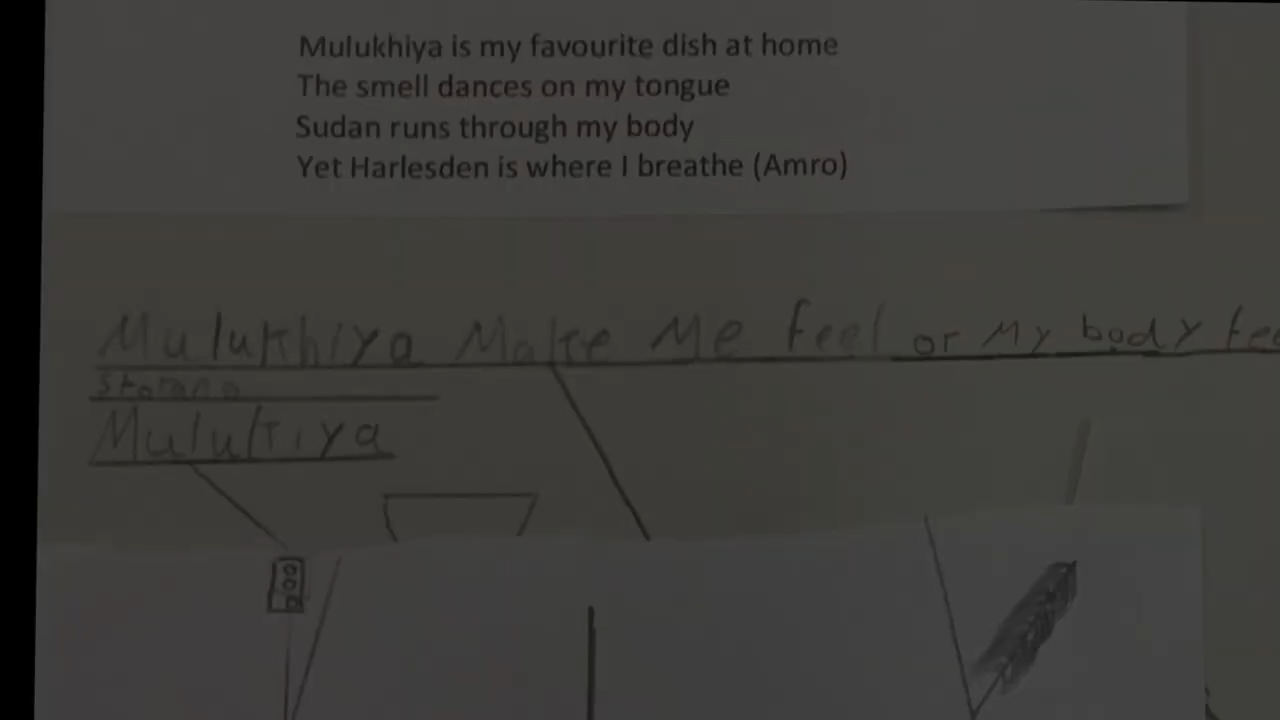 Mulukhiya is my favourite dish at home
The smell dances on my tongue
Sudan runs through my body
Yet Harlesden is where I breathe (Amro)
Mulukhiya Make Me feel or My body fee
Mulukiya